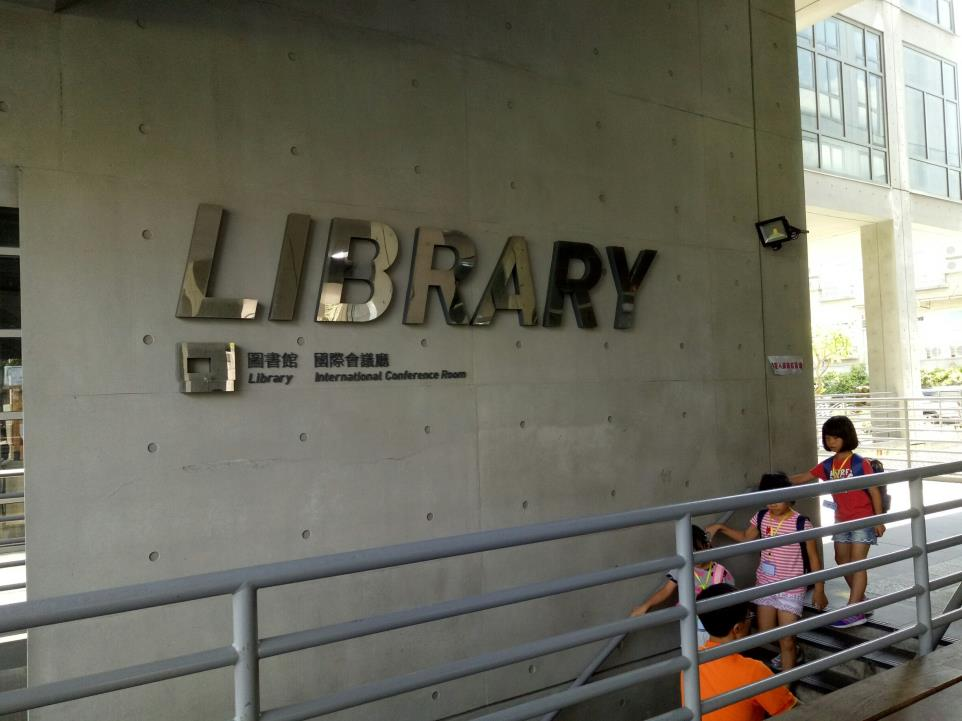 LIBRARY
圖書館 國際會議廳
Library International Conference Room